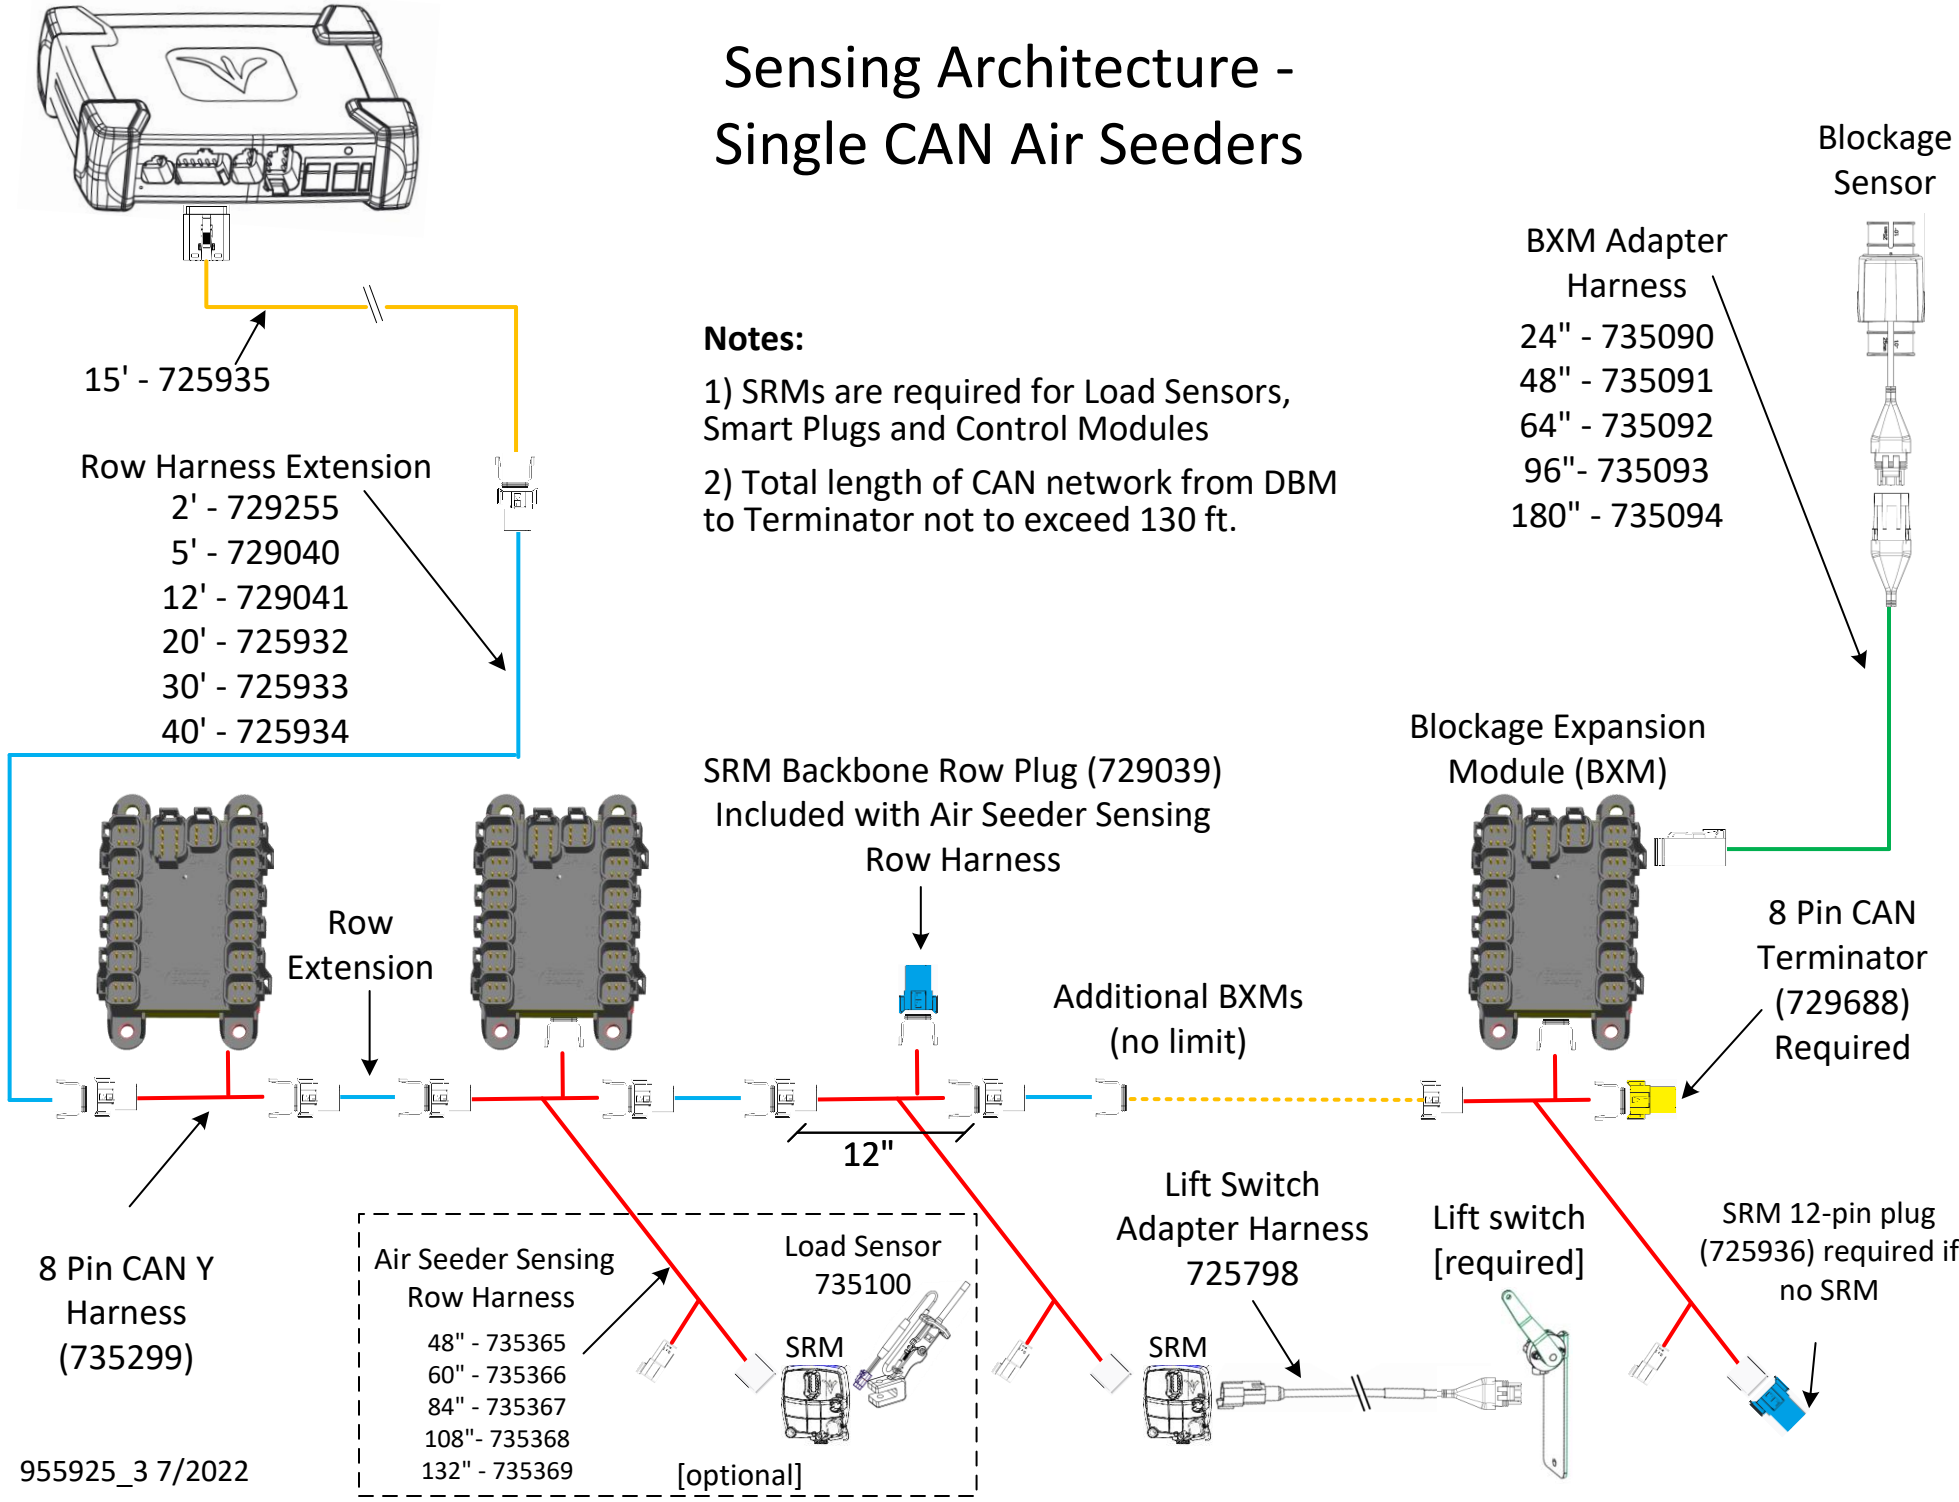 Sensing Architecture -
Single CAN Air Seeders
Blockage
Sensor
BXM Adapter
Harness
24" - 735090
48" - 735091
64" - 735092
96"- 735093
180" - 735094
Notes:
1) SRMs are required for Load Sensors,
Smart Plugs and Control Modules
2) Total length of CAN network from DBM
to Terminator not to exceed 130 ft.
15' - 725935
Row Harness Extension
2' - 729255
5' - 729040
12' - 729041
20' - 725932
30' - 725933
40' - 725934
SRM Backbone Row Plug (729039)
Included with Air Seeder Sensing
Row Harness
Blockage Expansion
Module (BXM)
Row
Extension
Additional BXMs
(no limit)
8 Pin CAN
Terminator
(729688)
Required
12"
8 Pin CAN Y
Harness
(735299)
Air Seeder Sensing
Row Harness
48" - 735365
60" - 735366
84" - 735367
108"- 735368
132" - 735369
Load Sensor
735100
SRM
[optional]
Lift Switch
Adapter Harness
725798
SRM
Lift switch
[required]
SRM 12-pin plug
(725936) required if
no SRM
955925_3 7/2022